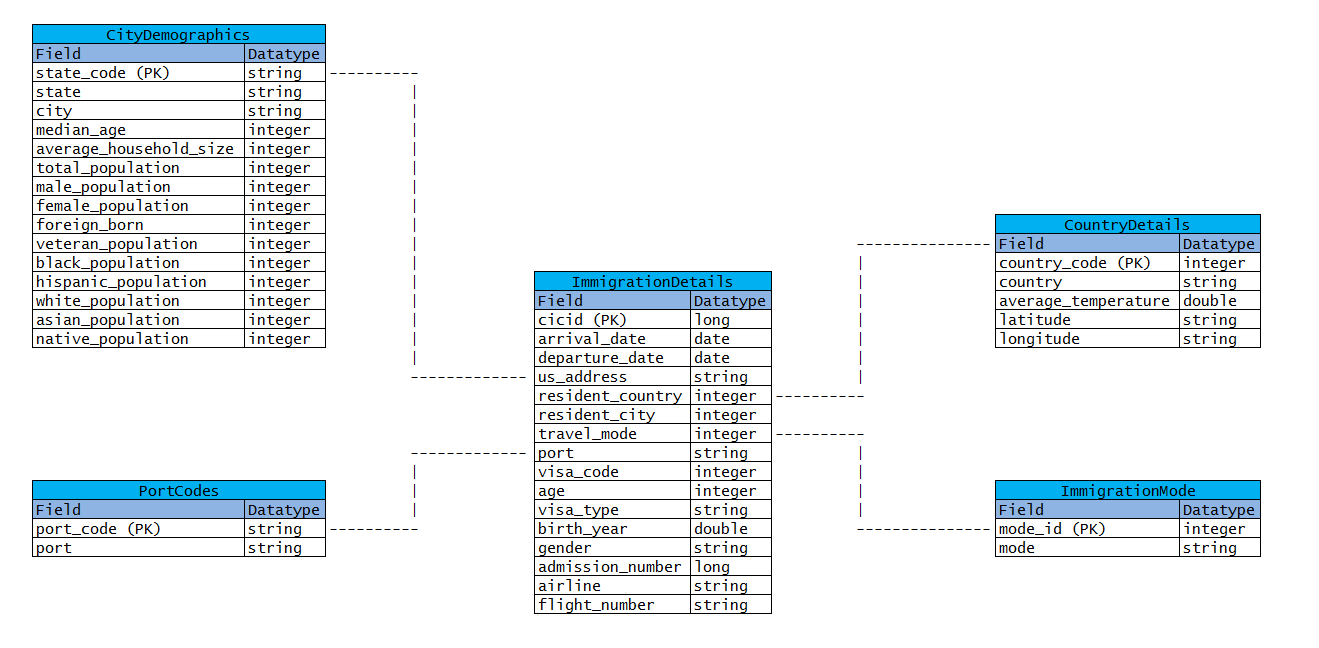 CityDemographics
Field Datatype
state_code (PK) string
state string
city string
median_age integer
average_household_size integer
total_population integer
male_population integer
female_population integer
foreign_born integer
veteran_population integer
black_population integer
hispanic_population integer
white_population integer
asian_population integer
native_population integer
PortCodes
Field Datatype
port_code (PK) string
port string
ImmigrationDetails
Field Datatype
cicid (PK) long
arrival_date date
departure_date date
us_address string
resident_country integer
resident_city integer
travel_mode integer
port string
visa_code integer
age integer
visa_type string
birth_year double
gender string
admission_number long
airline string
flight_number string
CountryDetails
Field Datatype
country_code (PK) integer
country string
average_temperature double
latitude string
longitude string
ImmigrationMode
Field Datatype
mode_id (PK) integer
mode string